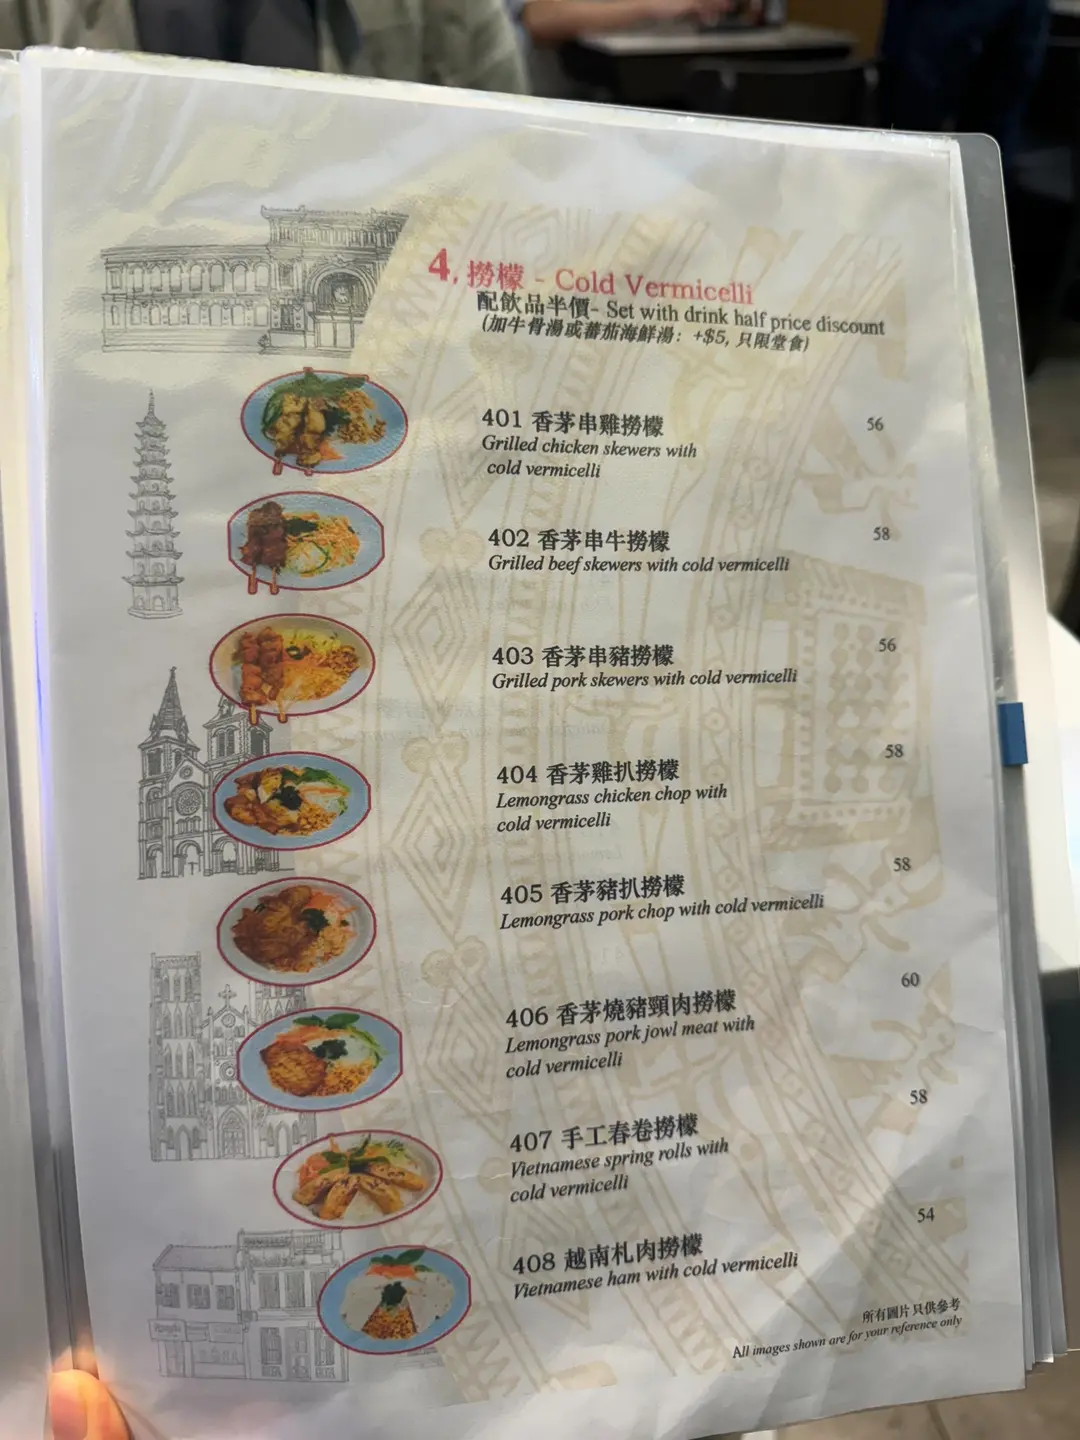 4, 撈檬 - Cold Vermicelli
配飲品半價- Set with drink half price discount
(加牛骨湯或蕃茄海鮮湯: +$5, 只限堂食)
401 香茅串雞撈檬 56
Grilled chicken skewers with
cold vermicelli
402 香茅串牛撈檬 58
Grilled beef skewers with cold vermicelli
403 香茅串豬撈檬 56
Grilled pork skewers with cold vermicelli
404 香茅雞扒撈檬 58
Lemongrass chicken chop with
cold vermicelli
405 香茅豬扒撈檬 58
Lemongrass pork chop with cold vermicelli
406 香茅燒豬頸肉撈檬 60
Lemongrass pork jowl meat with
cold vermicelli
407 手工春卷撈檬 58
Vietnamese spring rolls with
cold vermicelli
408 越南札肉撈檬 54
Vietnamese ham with cold vermicelli
所有圖片只供參考
All images shown are for your reference only